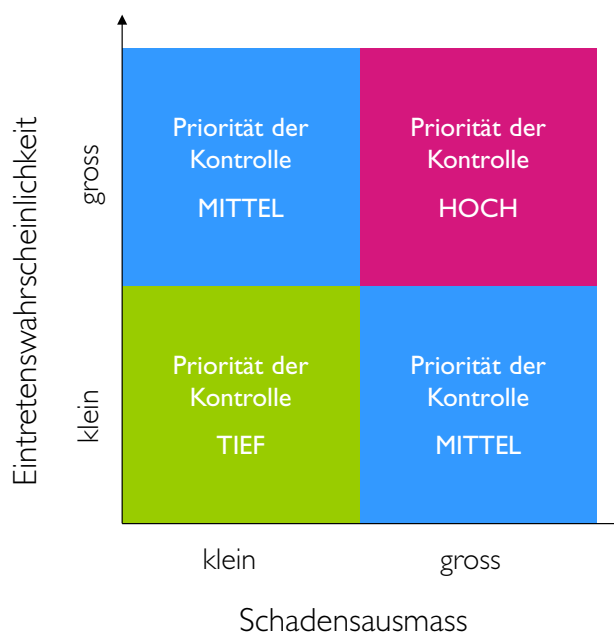 Eintretenswahrscheinlichkeit
gross
klein
Priorität der
Kontrolle
MITTEL
Priorität der
Kontrolle
HOCH
Priorität der
Kontrolle
TIEF
Priorität der
Kontrolle
MITTEL
klein
gross
Schadensausmass